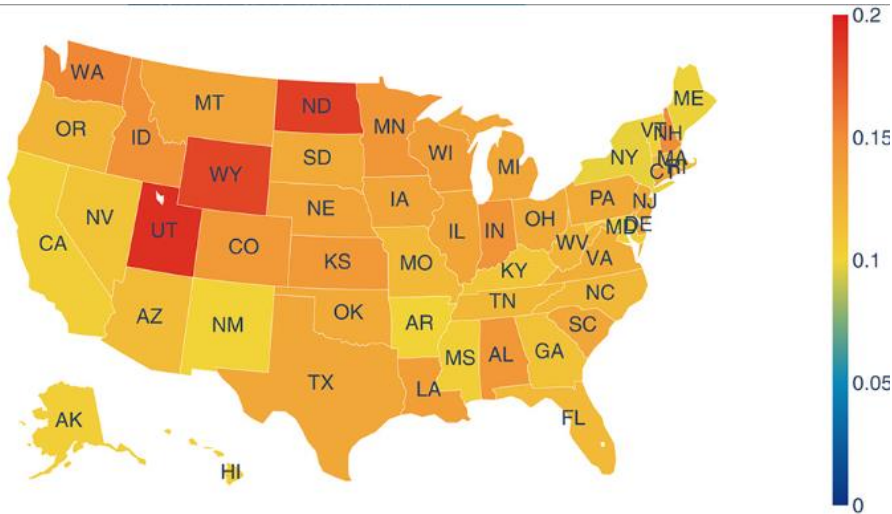 0.2
WA
MT
ND
ME
OR
ID
MN
VT
NH
0.15
SD
WI
MI
NY
MA
RI
CT
WY
NE
IA
PA
NJ
NV
UT
CO
IL
IN
OH
MD
DE
CA
KS
MO
WV
VA
0.1
KY
AZ
NM
OK
AR
TN
NC
SC
TX
MS
AL
GA
LA
0.05
AK
FL
HI
0